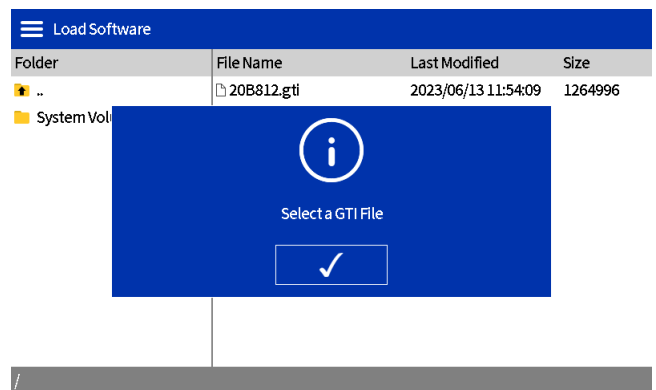 Load Software
Folder File Name Last Modified Size
.. 20B812.gti 2023/06/13 11:54:09 1264996
System
Select a GTI File
/